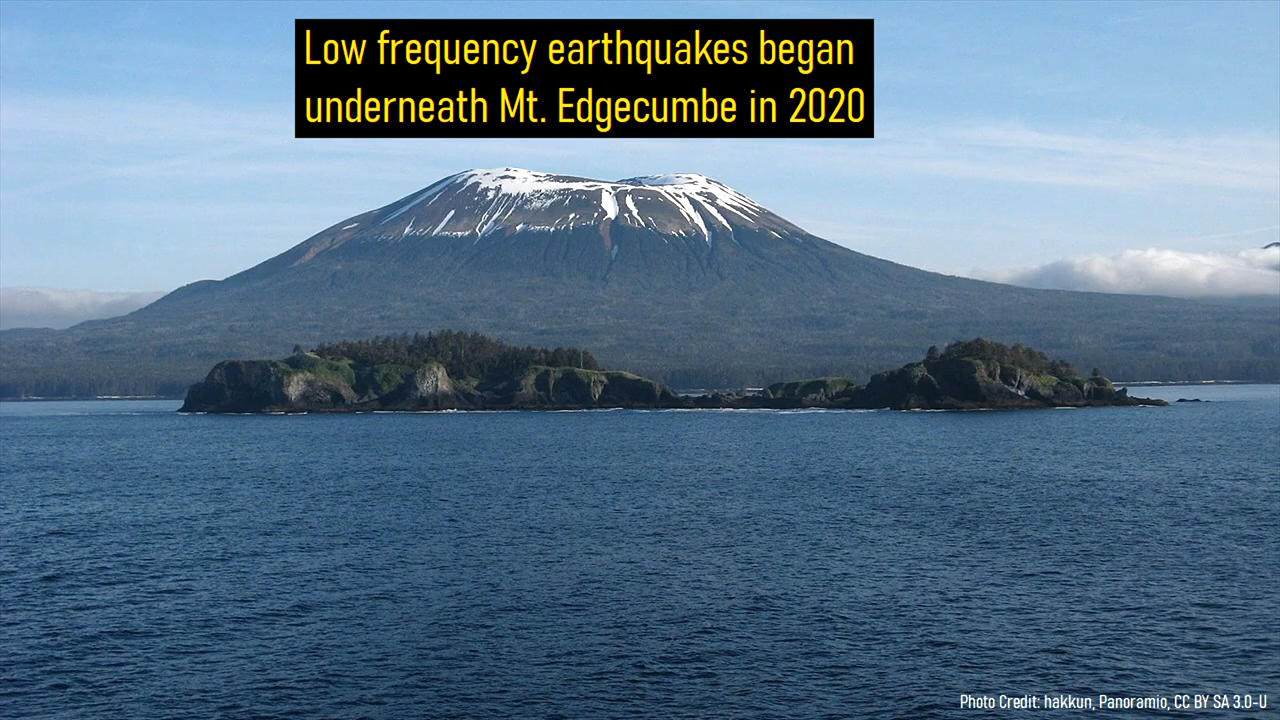 Low frequency earthquakes began
underneath Mt. Edgecumbe in 2020
Photo Credit: hakkun, Panoramio, CC BY SA 3.0-U